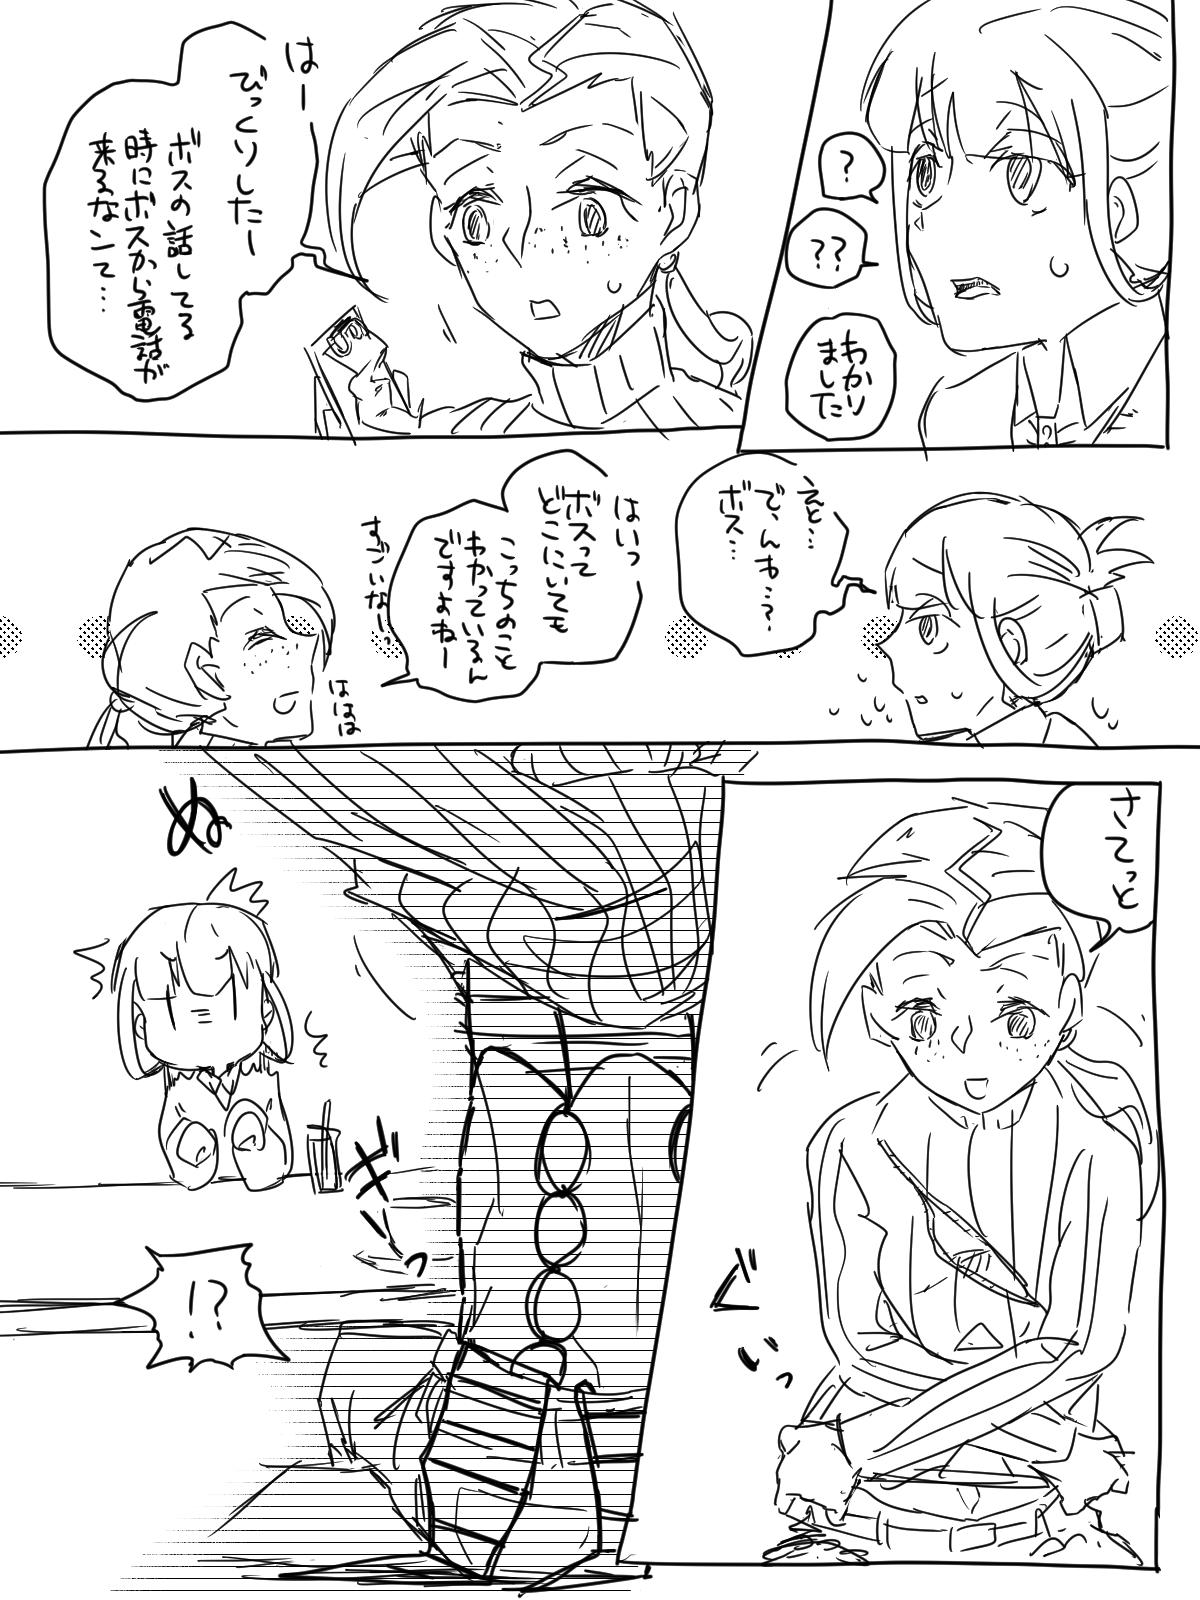 ?
??
わかり
ました
はー
びっくりしたー
ボスの話してる
時にボスから電話が
来るなンて…
えと…
で、んわ…?
ボス…
はいっ
ボスって
どこにいても
こっちのこと
わかっているん
ですよねー
すごいなーっ
ははは
さてっと
ぐいっ
ぬ
ギシっ
!?